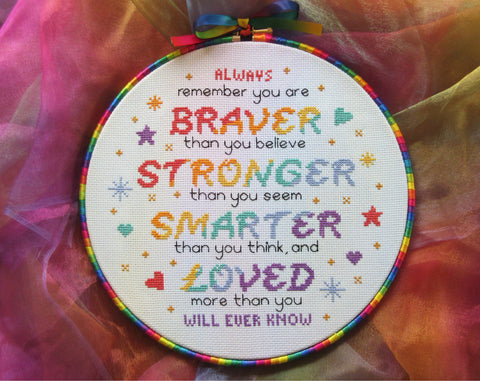 ALWAYS
remember you are
BRAVER
than you believe
STRONGER
than you seem
SMARTER
than you think, and
LOVED
more than you
WILL EVER KNOW